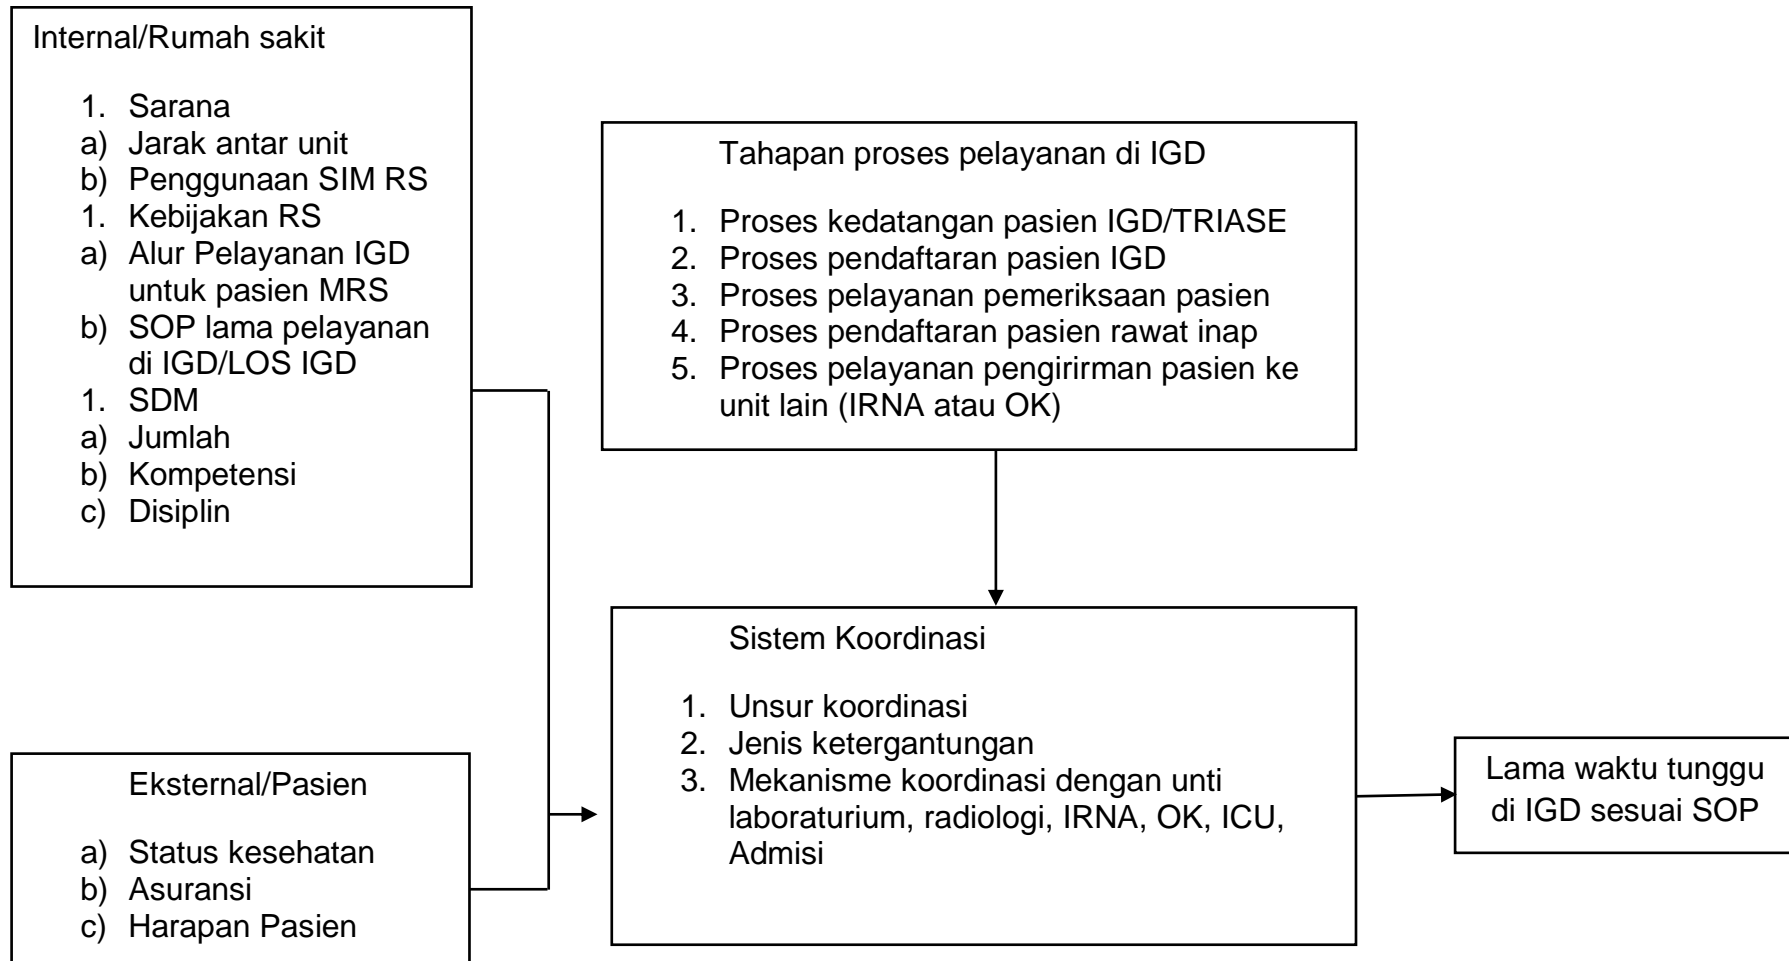 Internal/Rumah sakit
1. Sarana
a) Jarak antar unit
b) Penggunaan SIM RS
1. Kebijakan RS
a) Alur Pelayanan IGD
untuk pasien MRS
b) SOP lama pelayanan
di IGD/LOS IGD
1. SDM
a) Jumlah
b) Kompetensi
c) Disiplin
Tahapan proses pelayanan di IGD
1. Proses kedatangan pasien IGD/TRIASE
2. Proses pendaftaran pasien IGD
3. Proses pelayanan pemeriksaan pasien
4. Proses pendaftaran pasien rawat inap
5. Proses pelayanan pengirirman pasien ke
unit lain (IRNA atau OK)
Eksternal/Pasien
a) Status kesehatan
b) Asuransi
c) Harapan Pasien
Sistem Koordinasi
1. Unsur koordinasi
2. Jenis ketergantungan
3. Mekanisme koordinasi dengan unti
laboraturium, radiologi, IRNA, OK, ICU,
Admisi
Lama waktu tunggu
di IGD sesuai SOP